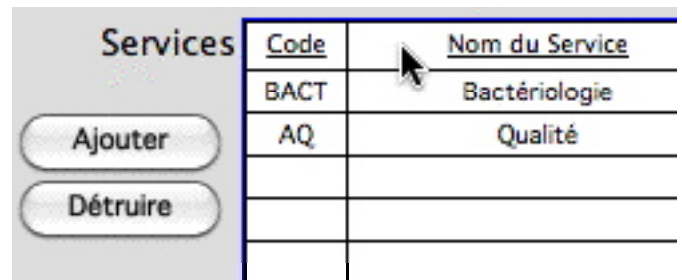 Services Code Nom du Service
BACT Bactériologie
Ajouter AQ Qualité
Détruire